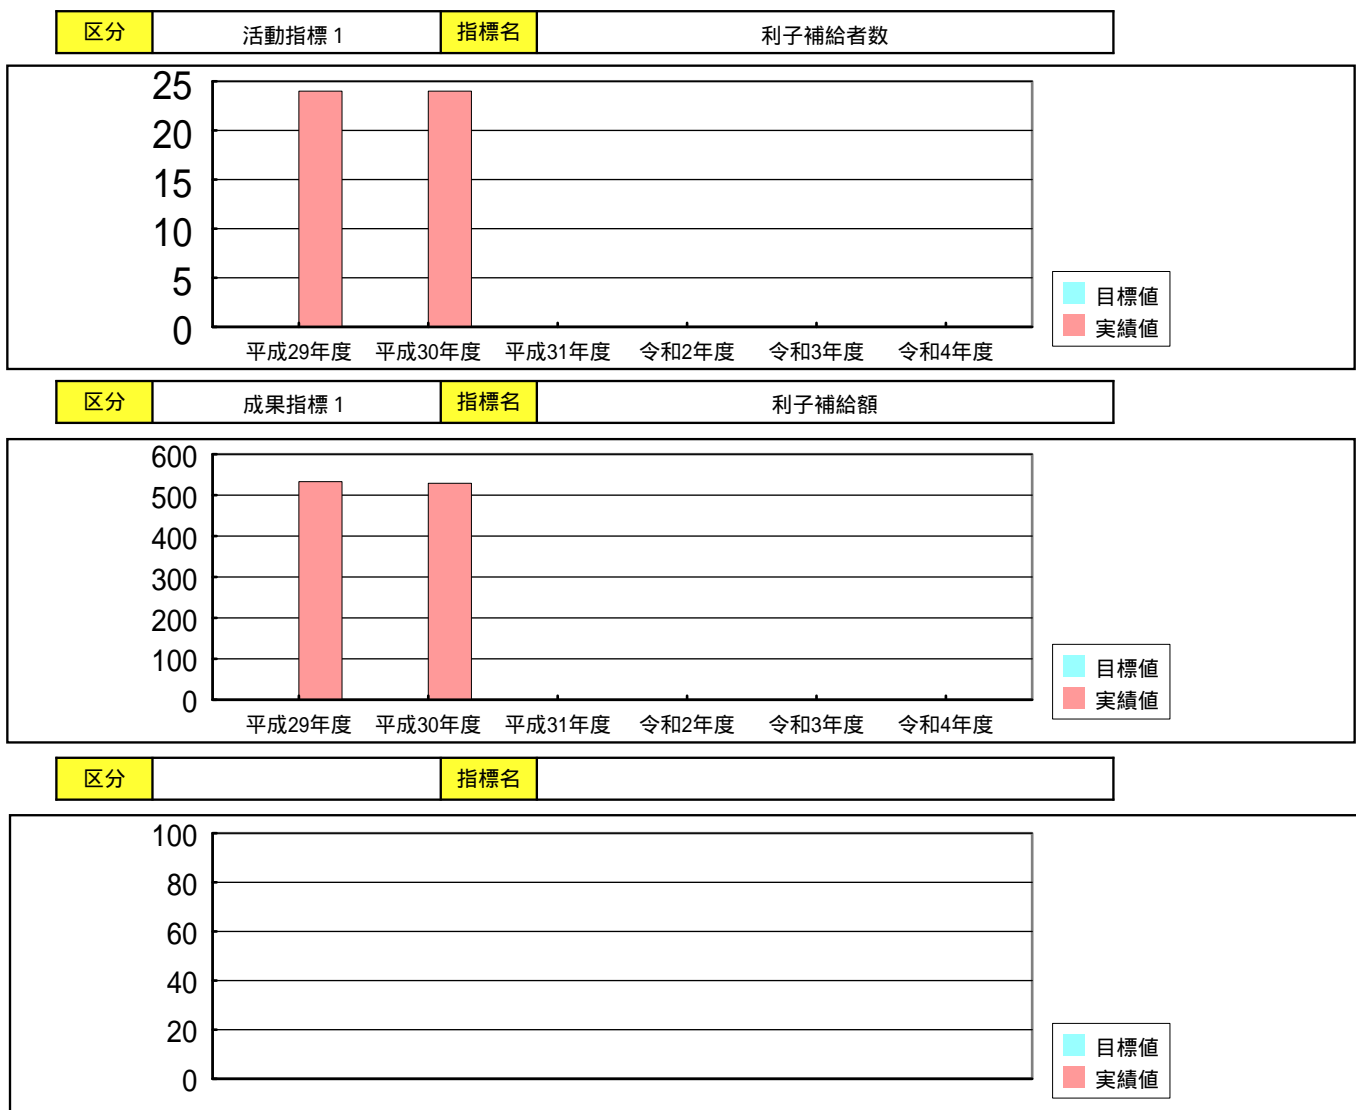 区分 活動指標1 指標名 利子補給者数
25
20
15
10
5
0
平成29年度 平成30年度 平成31年度 令和2年度 令和3年度 令和4年度
目標値
実績値
区分 成果指標1 指標名 利子補給額
600
500
400
300
200
100
0
平成29年度 平成30年度 平成31年度 令和2年度 令和3年度 令和4年度
目標値
実績値
区分 指標名
100
80
60
40
20
0
目標値
実績値